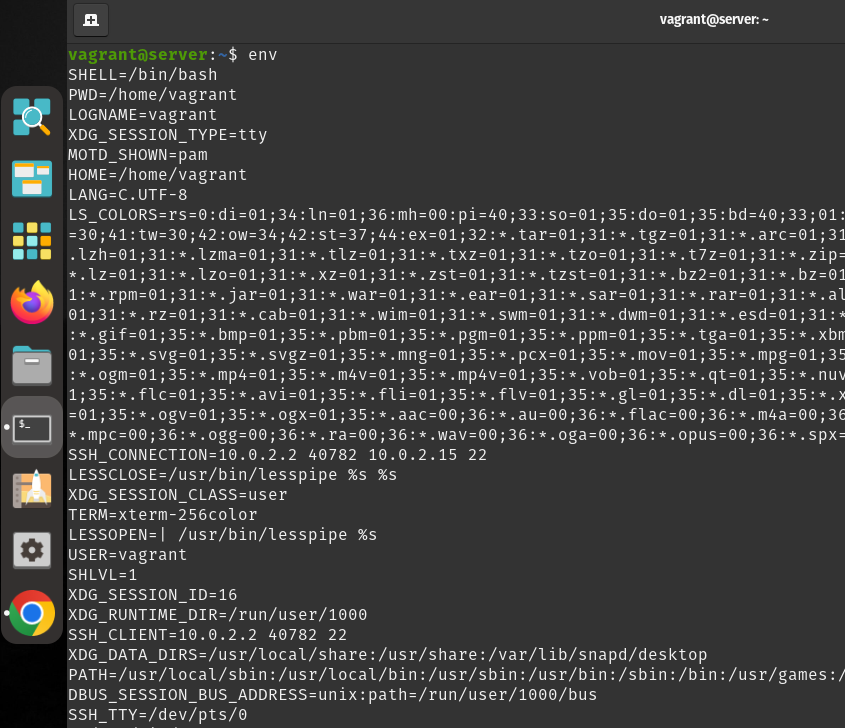 vagrant@server: ~
vagrant@server:~$ env
SHELL=/bin/bash
PWD=/home/vagrant
LOGNAME=vagrant
XDG_SESSION_TYPE=tty
MOTD_SHOWN=pam
HOME=/home/vagrant
LANG=C.UTF-8
LS_COLORS=rs=0:di=01;34:ln=01;36:mh=00:pi=40;33:so=01;35:do=01;35:bd=40;33;01:
=30;41:tw=30;42:ow=34;42:st=37;44:ex=01;32:*.tar=01;31:*.tgz=01;31:*.arc=01;31
.lzh=01;31:*.lzma=01;31:*.tlz=01;31:*.txz=01;31:*.tzo=01;31:*.t7z=01;31:*.zip=
*.lz=01;31:*.lzo=01;31:*.xz=01;31:*.zst=01;31:*.tzst=01;31:*.bz2=01;31:*.bz=01
1:*.rpm=01;31:*.jar=01;31:*.war=01;31:*.ear=01;31:*.sar=01;31:*.rar=01;31:*.al
01;31:*.rz=01;31:*.cab=01;31:*.wim=01;31:*.swm=01;31:*.dwm=01;31:*.esd=01;31:*
:*.gif=01;35:*.bmp=01;35:*.pbm=01;35:*.pgm=01;35:*.ppm=01;35:*.tga=01;35:*.xbm
01;35:*.svg=01;35:*.svgz=01;35:*.mng=01;35:*.pcx=01;35:*.mov=01;35:*.mpg=01;35
:*.ogm=01;35:*.mp4=01;35:*.m4v=01;35:*.mp4v=01;35:*.vob=01;35:*.qt=01;35:*.nuv
1;35:*.flc=01;35:*.avi=01;35:*.fli=01;35:*.flv=01;35:*.gl=01;35:*.dl=01;35:*.x
=01;35:*.ogv=01;35:*.ogx=01;35:*.aac=00;36:*.au=00;36:*.flac=00;36:*.m4a=00;36
*.mpc=00;36:*.ogg=00;36:*.ra=00;36:*.wav=00;36:*.oga=00;36:*.opus=00;36:*.spx=
SSH_CONNECTION=10.0.2.2 40782 10.0.2.15 22
LESSCLOSE=/usr/bin/lesspipe %s %s
XDG_SESSION_CLASS=user
TERM=xterm-256color
LESSOPEN=| /usr/bin/lesspipe %s
USER=vagrant
SHLVL=1
XDG_SESSION_ID=16
XDG_RUNTIME_DIR=/run/user/1000
SSH_CLIENT=10.0.2.2 40782 22
XDG_DATA_DIRS=/usr/local/share:/usr/share:/var/lib/snapd/desktop
PATH=/usr/local/sbin:/usr/local/bin:/usr/sbin:/usr/bin:/sbin:/bin:/usr/games:/
DBUS_SESSION_BUS_ADDRESS=unix:path=/run/user/1000/bus
SSH_TTY=/dev/pts/0